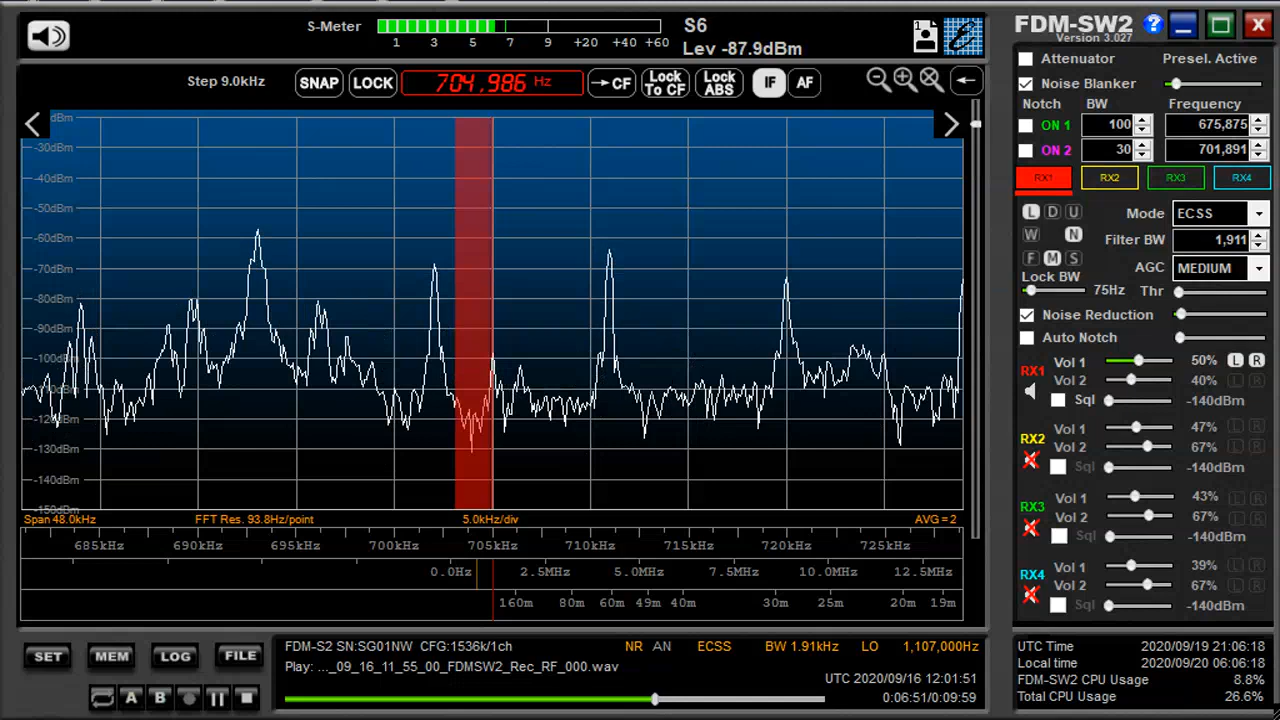 S-Meter
1 3 5 7 9 +20 +40 +60
S6
Lev -87.9dBm
FDM-SW2 ?
Version 3.027
X
Step 9.0kHz
SNAP
LOCK
704.986 Hz
→CF
Lock To CF
Lock ABS
IF
AF
Attenuator
Presel. Active
Noise Blanker
Notch BW Frequency
ON 1 100 675,875
ON 2 30 701,891
RX1 RX2 RX3 RX4
L D U Mode ECSS
W N Filter BW 1,911
F M S AGC MEDIUM
Lock BW
75Hz Thr
Noise Reduction
Auto Notch
RX1 Vol 1 50% L R
Vol 2 40% L R
Sql -140dBm
RX2 Vol 1 47% L R
Vol 2 67% L R
Sql -140dBm
RX3 Vol 1 43% L R
Vol 2 67% L R
Sql -140dBm
RX4 Vol 1 39% L R
Vol 2 67% L R
Sql -140dBm
-30dBm
-40dBm
-50dBm
-60dBm
-70dBm
-80dBm
-90dBm
-100dBm
-110dBm
-120dBm
-130dBm
-140dBm
-150dBm
Span 48.0kHz FFT Res. 93.8Hz/point 5.0kHz/div AVG = 2
685kHz 690kHz 695kHz 700kHz 705kHz 710kHz 715kHz 720kHz 725kHz
0.0Hz 2.5MHz 5.0MHz 7.5MHz 10.0MHz 12.5MHz
160m 80m 60m 49m 40m 30m 25m 20m 19m
SET MEM LOG FILE
A B
FDM-S2 SN:SG01NW CFG:1536k/1ch NR AN ECSS BW 1.91kHz LO 1,107,000Hz
Play: ..._09_16_11_55_00_FDMSW2_Rec_RF_000.wav
UTC 2020/09/16 12:01:51
0:06:51/0:09:59
UTC Time 2020/09/19 21:06:18
Local time 2020/09/20 06:06:18
FDM-SW2 CPU Usage 8.8%
Total CPU Usage 26.6%